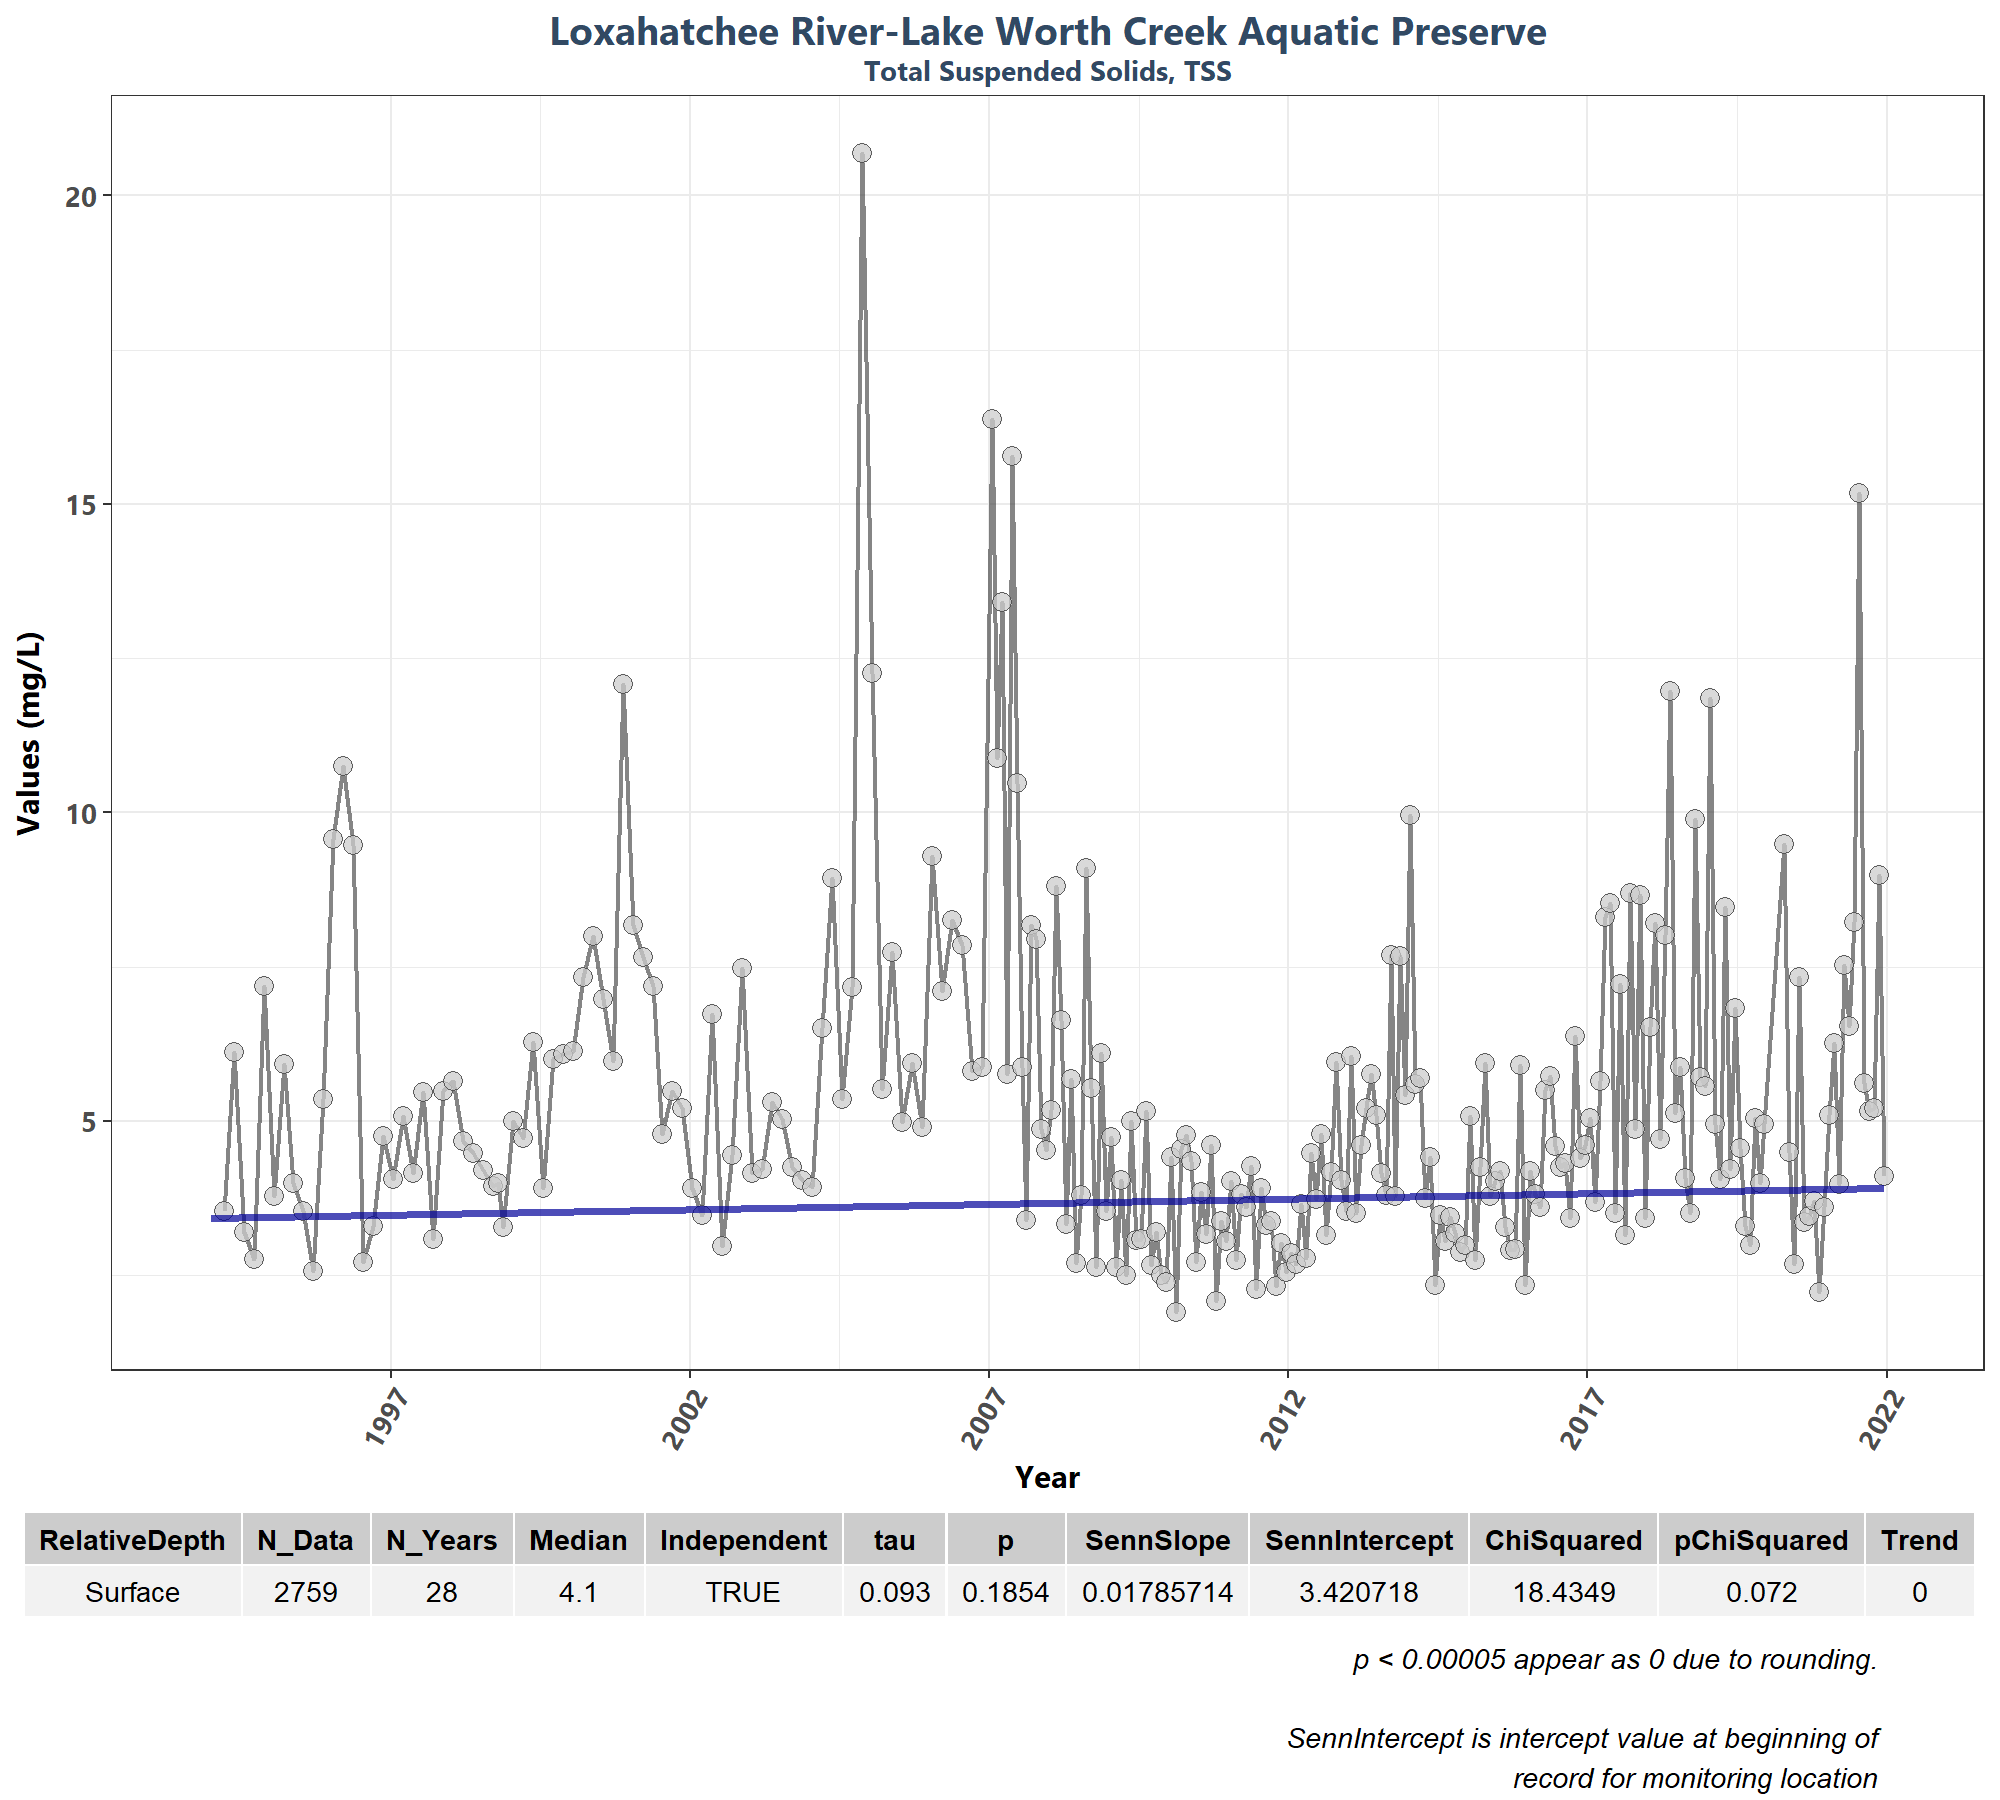 Loxahatchee River-Lake Worth Creek Aquatic Preserve
Total Suspended Solids, TSS
Values (mg/L)
20
15
10
5
1997
2002
2007
2012
2017
2022
Year
RelativeDepth N_Data N_Years Median Independent tau p SennSlope SennIntercept ChiSquared pChiSquared Trend
Surface 2759 28 4.1 TRUE 0.093 0.1854 0.01785714 3.420718 18.4349 0.072 0
p < 0.00005 appear as 0 due to rounding.
SennIntercept is intercept value at beginning of
record for monitoring location